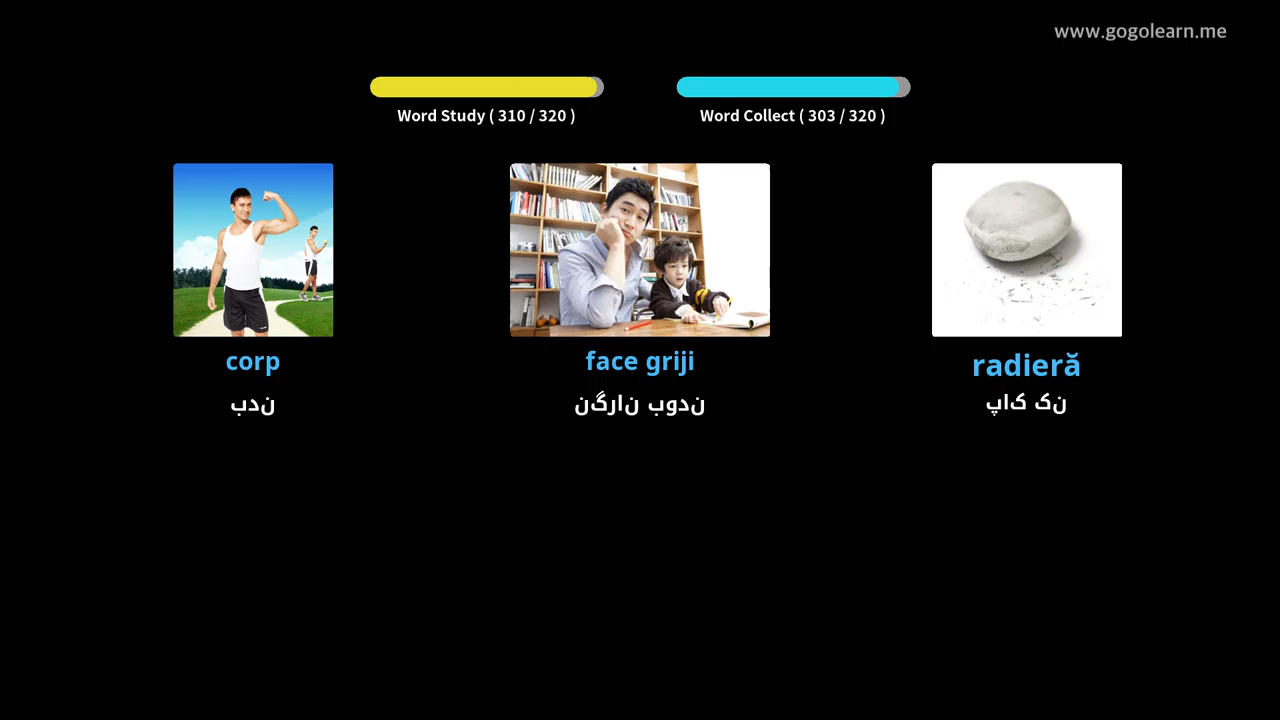 www.gogolearn.me
Word Study ( 310 / 320 )
Word Collect ( 303 / 320 )
corp
بدن
face griji
نگران بودن
radieră
پاک کن